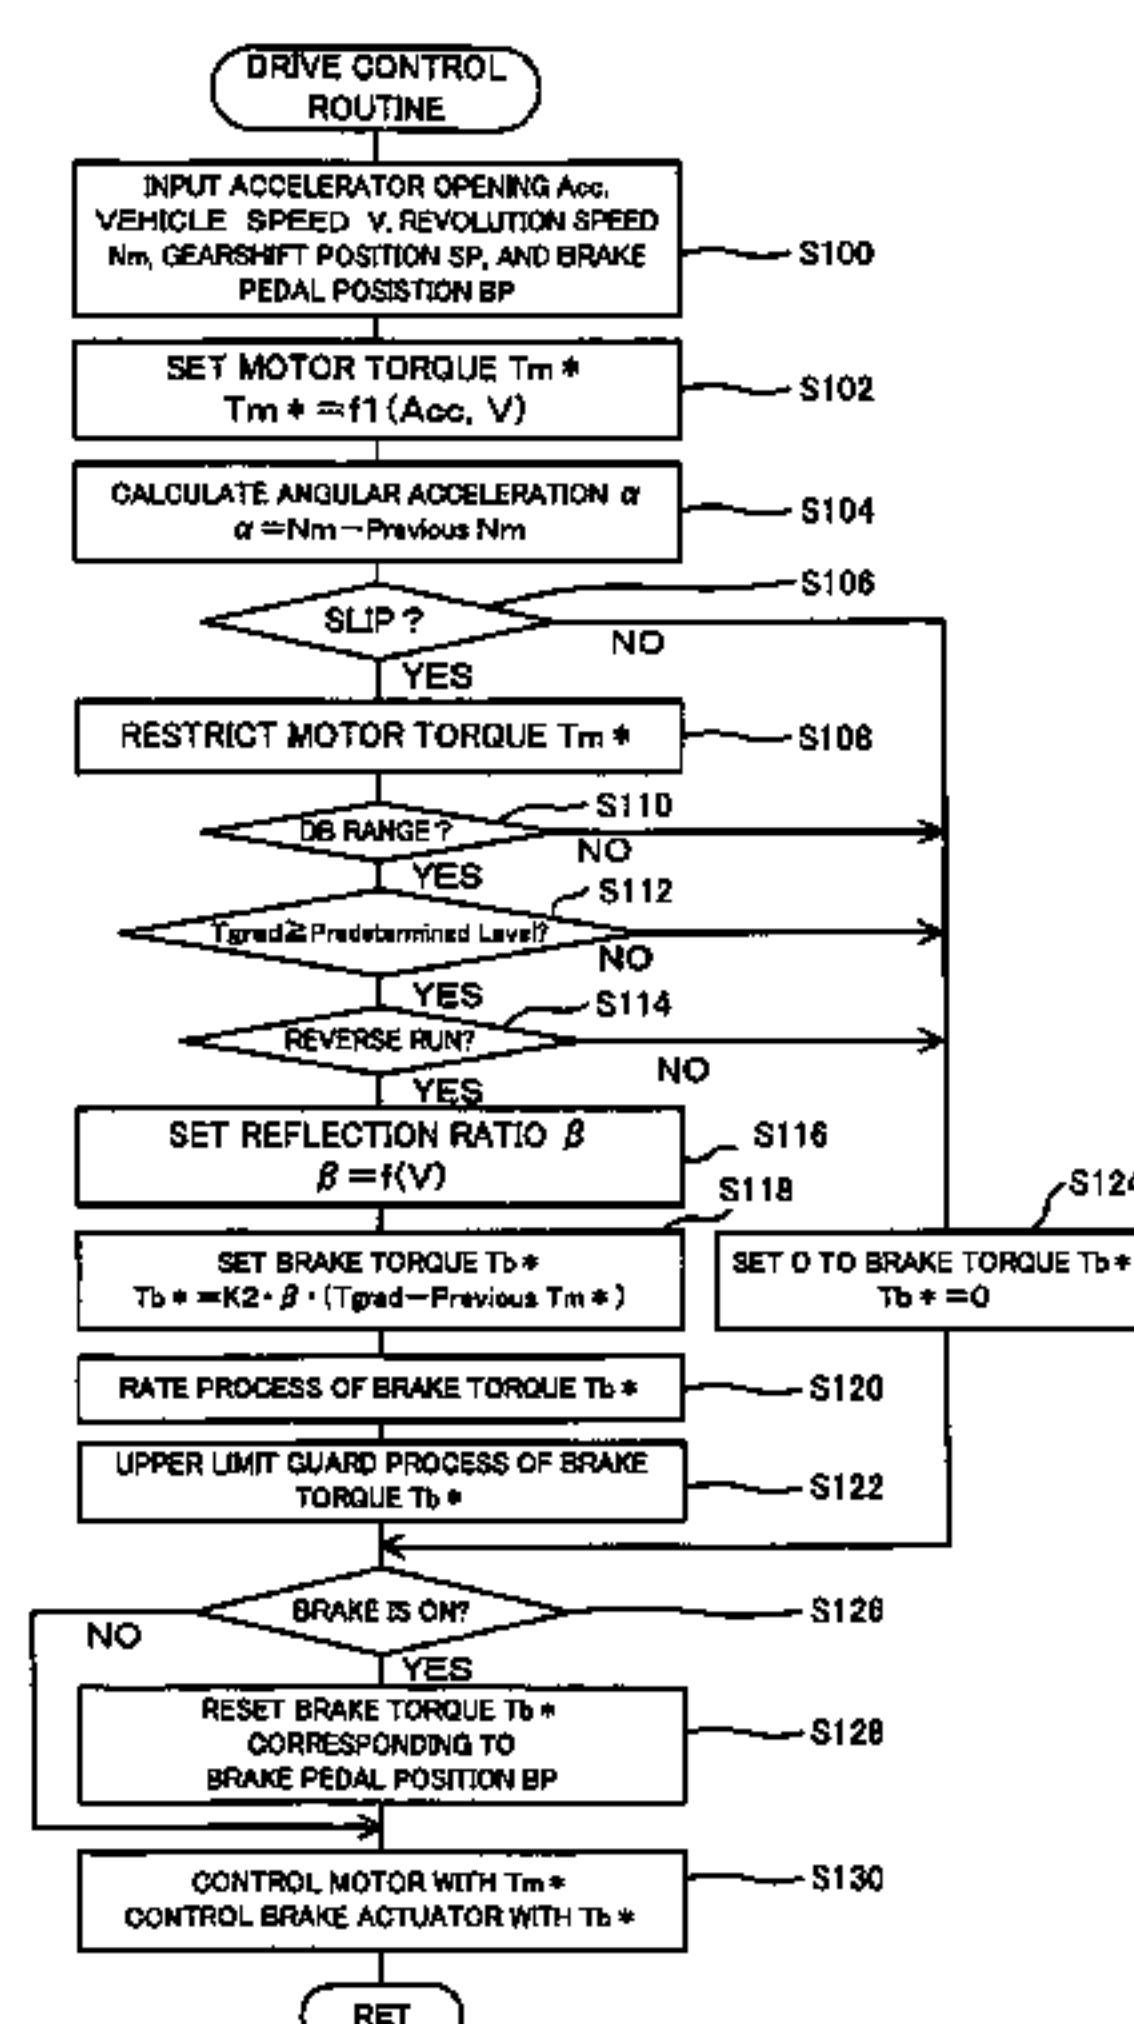 DRIVE CONTROL
ROUTINE
INPUT ACCELERATOR OPENING Acc,
VEHICLE SPEED V, REVOLUTION SPEED
Nm, GEARSHIFT POSITION SP, AND BRAKE
PEDAL POSISTION BP
S100
SET MOTOR TORQUE Tm*
Tm*=f1(Acc, V)
S102
CALCULATE ANGULAR ACCELERATION α
α=Nm-Previous Nm
S104
S106
SLIP?
NO
YES
RESTRICT MOTOR TORQUE Tm*
S108
S110
DB RANGE?
NO
YES
S112
Tgrad≧Predetermined Level?
NO
YES
S114
REVERSE RUN?
NO
YES
SET REFLECTION RATIO β
β=f(V)
S116
S118
SET BRAKE TORQUE Tb*
Tb*=K2・β・(Tgrad-Previous Tm*)
S124
SET 0 TO BRAKE TORQUE Tb*
Tb*=0
RATE PROCESS OF BRAKE TORQUE Tb*
S120
UPPER LIMIT GUARD PROCESS OF BRAKE
TORQUE Tb*
S122
BRAKE IS ON?
S126
NO
YES
RESET BRAKE TORQUE Tb*
CORRESPONDING TO
BRAKE PEDAL POSITION BP
S128
CONTROL MOTOR WITH Tm*
CONTROL BRAKE ACTUATOR WITH Tb*
S130
RET